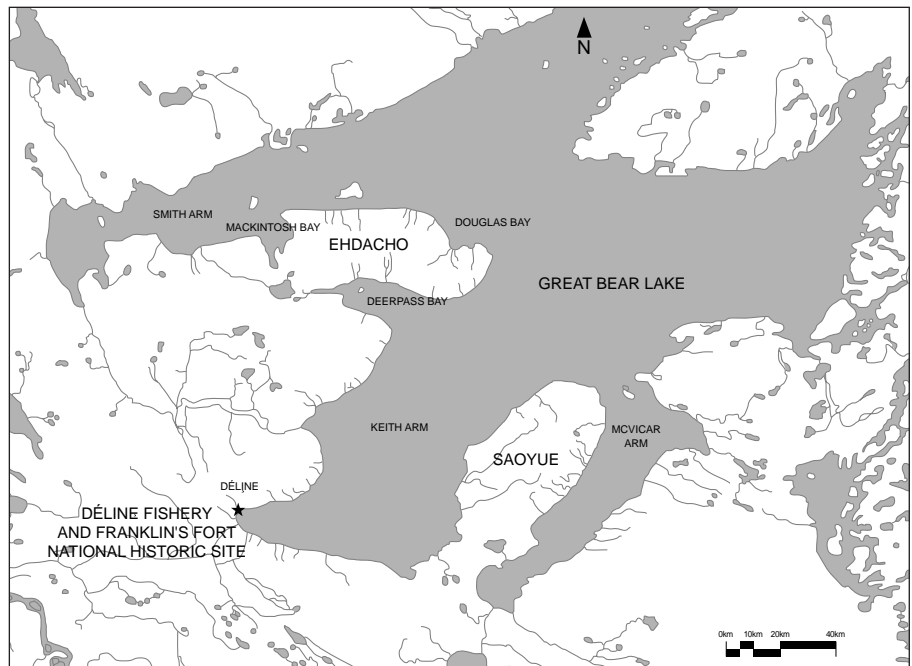 N
SMITH ARM
MACKINTOSH BAY
DOUGLAS BAY
EHDACHO
GREAT BEAR LAKE
DEERPASS BAY
KEITH ARM
MCVICAR
ARM
SAOYUE
DÉLĮNE
DÉLINE FISHERY
AND FRANKLIN'S FORT
NATIONAL HISTORIC SITE
0km 10km 20km 40km